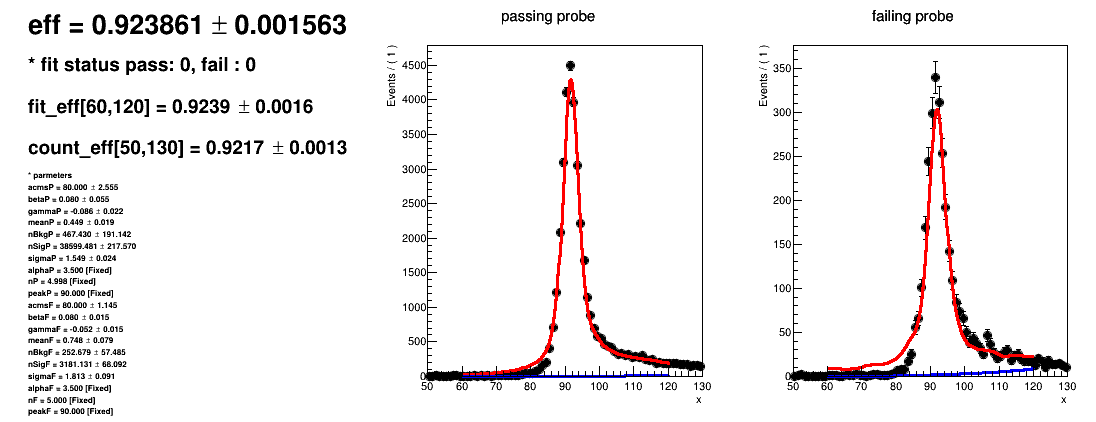 eff = 0.923861 ± 0.001563
* fit status pass: 0, fail : 0
fit_eff[60,120] = 0.9239 ± 0.0016
count_eff[50,130] = 0.9217 ± 0.0013
* parmeters
acmsP = 80.000 ± 2.555
betaP = 0.080 ± 0.055
gammaP = -0.086 ± 0.022
meanP = 0.449 ± 0.019
nBkgP = 467.430 ± 191.142
nSigP = 38599.481 ± 217.570
sigmaP = 1.549 ± 0.024
alphaP = 3.500 [Fixed]
nP = 4.998 [Fixed]
peakP = 90.000 [Fixed]
acmsF = 80.000 ± 1.145
betaF = 0.080 ± 0.015
gammaF = -0.052 ± 0.015
meanF = 0.748 ± 0.079
nBkgF = 252.679 ± 57.485
nSigF = 3181.131 ± 68.092
sigmaF = 1.813 ± 0.091
alphaF = 3.500 [Fixed]
nF = 5.000 [Fixed]
peakF = 90.000 [Fixed]
passing probe
Events / ( 1 )
4500
4000
3500
3000
2500
2000
1500
1000
500
0
50 60 70 80 90 100 110 120 130
x
failing probe
Events / ( 1 )
350
300
250
200
150
100
50
0
50 60 70 80 90 100 110 120 130
x